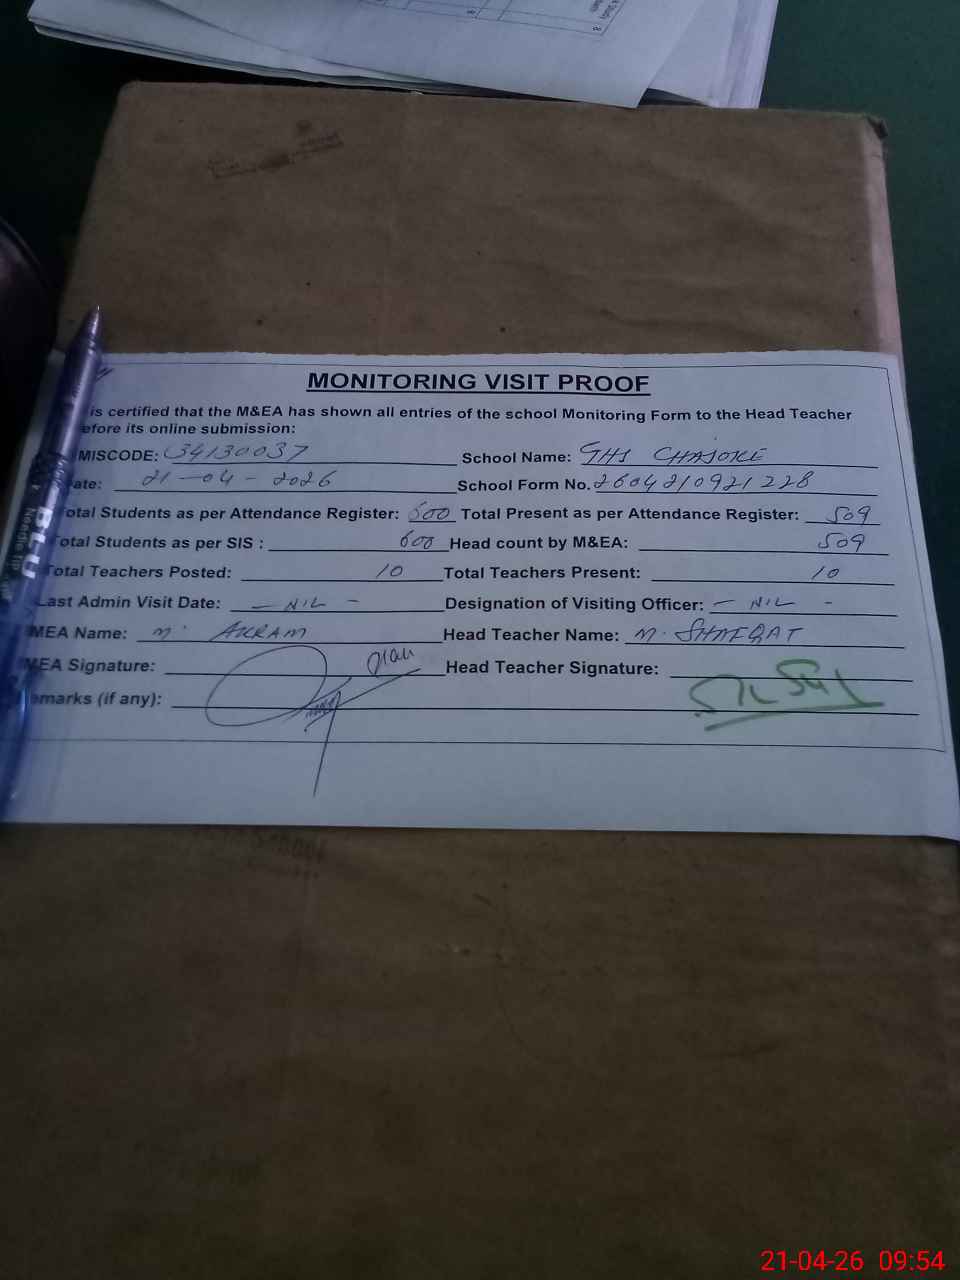 MONITORING VISIT PROOF
is certified that the M&EA has shown all entries of the school Monitoring Form to the Head Teacher
efore its online submission:
MISCODE: 34130037 School Name: GHS CHAJOKE
ate: 21-04-2026 School Form No. 2604210921228
otal Students as per Attendance Register: 600 Total Present as per Attendance Register: 509
Total Students as per SIS : 600 Head count by M&EA: 509
Total Teachers Posted: 10 Total Teachers Present: 10
Last Admin Visit Date: - NIL - Designation of Visiting Officer: - NIL -
MEA Name: M. AKRAM Head Teacher Name: M. SHAFQAT
MEA Signature: Head Teacher Signature:
emarks (if any):
BLU
Needle TIP
21-04-26 09:54